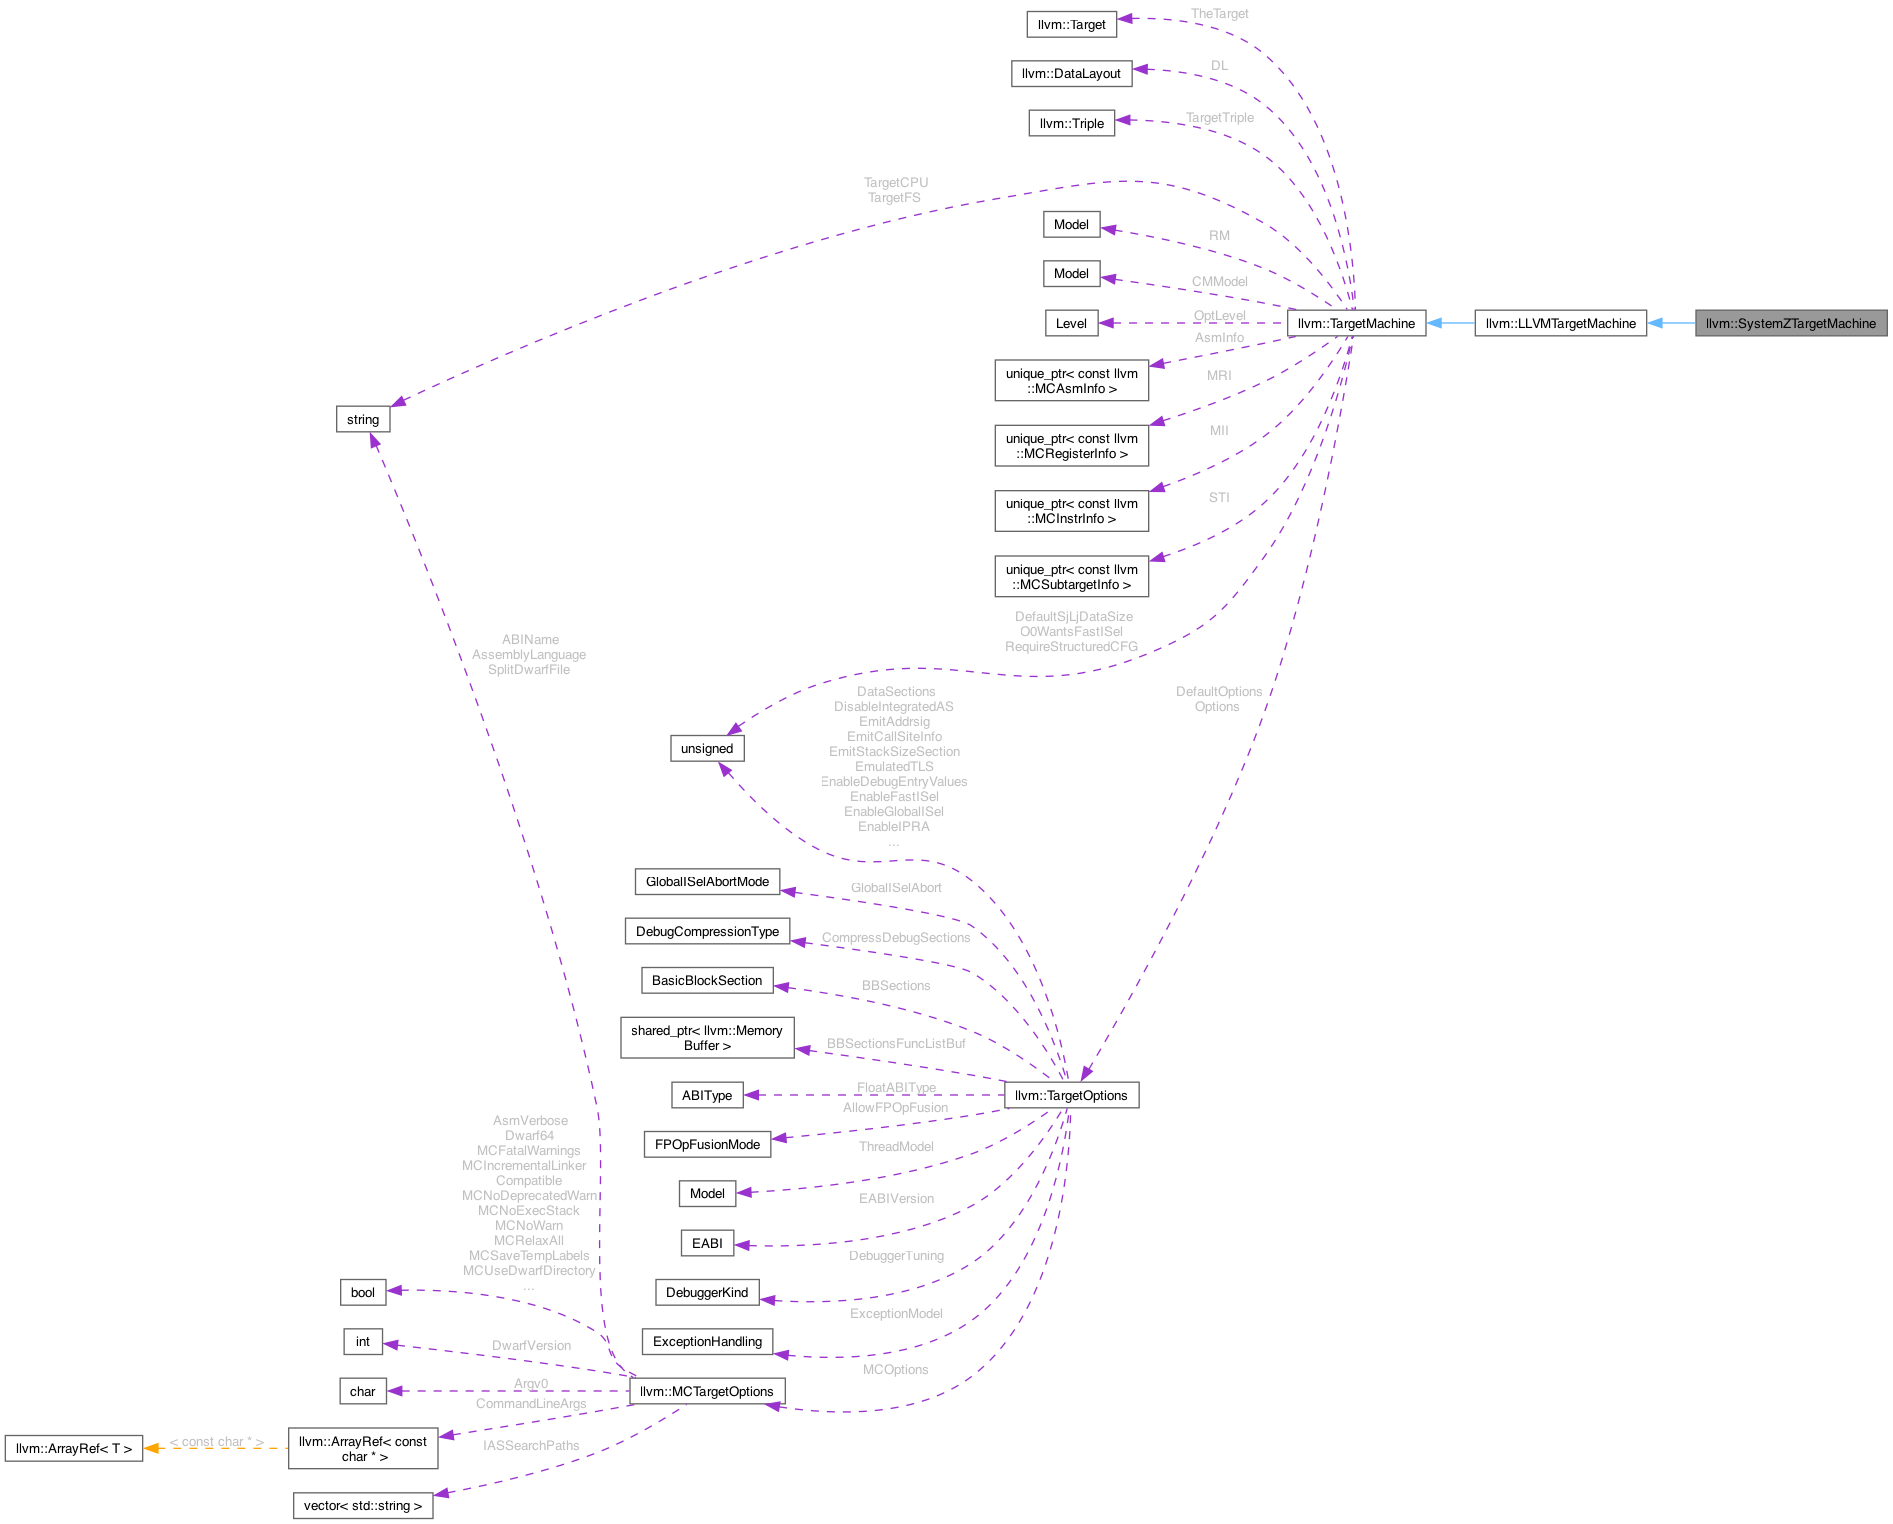 llvm::Target
TheTarget
llvm::DataLayout
DL
llvm::Triple
TargetTriple
TargetCPU
TargetFS
Model
RM
Model
CMModel
Level
OptLevel
llvm::TargetMachine
llvm::LLVMTargetMachine
llvm::SystemZTargetMachine
AsmInfo
unique_ptr< const llvm
::MCAsmInfo >
MRI
unique_ptr< const llvm
::MCRegisterInfo >
MII
unique_ptr< const llvm
::MCInstrInfo >
STI
unique_ptr< const llvm
::MCSubtargetInfo >
string
DefaultSjLjDataSize
O0WantsFastISel
RequireStructuredCFG
ABIName
AssemblyLanguage
SplitDwarfFile
DefaultOptions
Options
unsigned
DataSections
DisableIntegratedAS
EmitAddrsig
EmitCallSiteInfo
EmitStackSizeSection
EmulatedTLS
EnableDebugEntryValues
EnableFastISel
EnableGlobalISel
EnableIPRA
...
GlobalISelAbortMode
GlobalISelAbort
DebugCompressionType
CompressDebugSections
BasicBlockSection
BBSections
shared_ptr< llvm::Memory
Buffer >
BBSectionsFuncListBuf
ABIType
FloatABIType
llvm::TargetOptions
AllowFPOpFusion
FPOpFusionMode
ThreadModel
Model
EABIVersion
EABI
DebuggerTuning
DebuggerKind
ExceptionModel
ExceptionHandling
MCOptions
AsmVerbose
Dwarf64
MCFatalWarnings
MCIncrementalLinker
Compatible
MCNoDeprecatedWarn
MCNoExecStack
MCNoWarn
MCRelaxAll
MCSaveTempLabels
MCUseDwarfDirectory
...
bool
int
DwarfVersion
char
Argv0
llvm::MCTargetOptions
CommandLineArgs
llvm::ArrayRef< T >
< const char * >
llvm::ArrayRef< const
char * >
IASSearchPaths
vector< std::string >